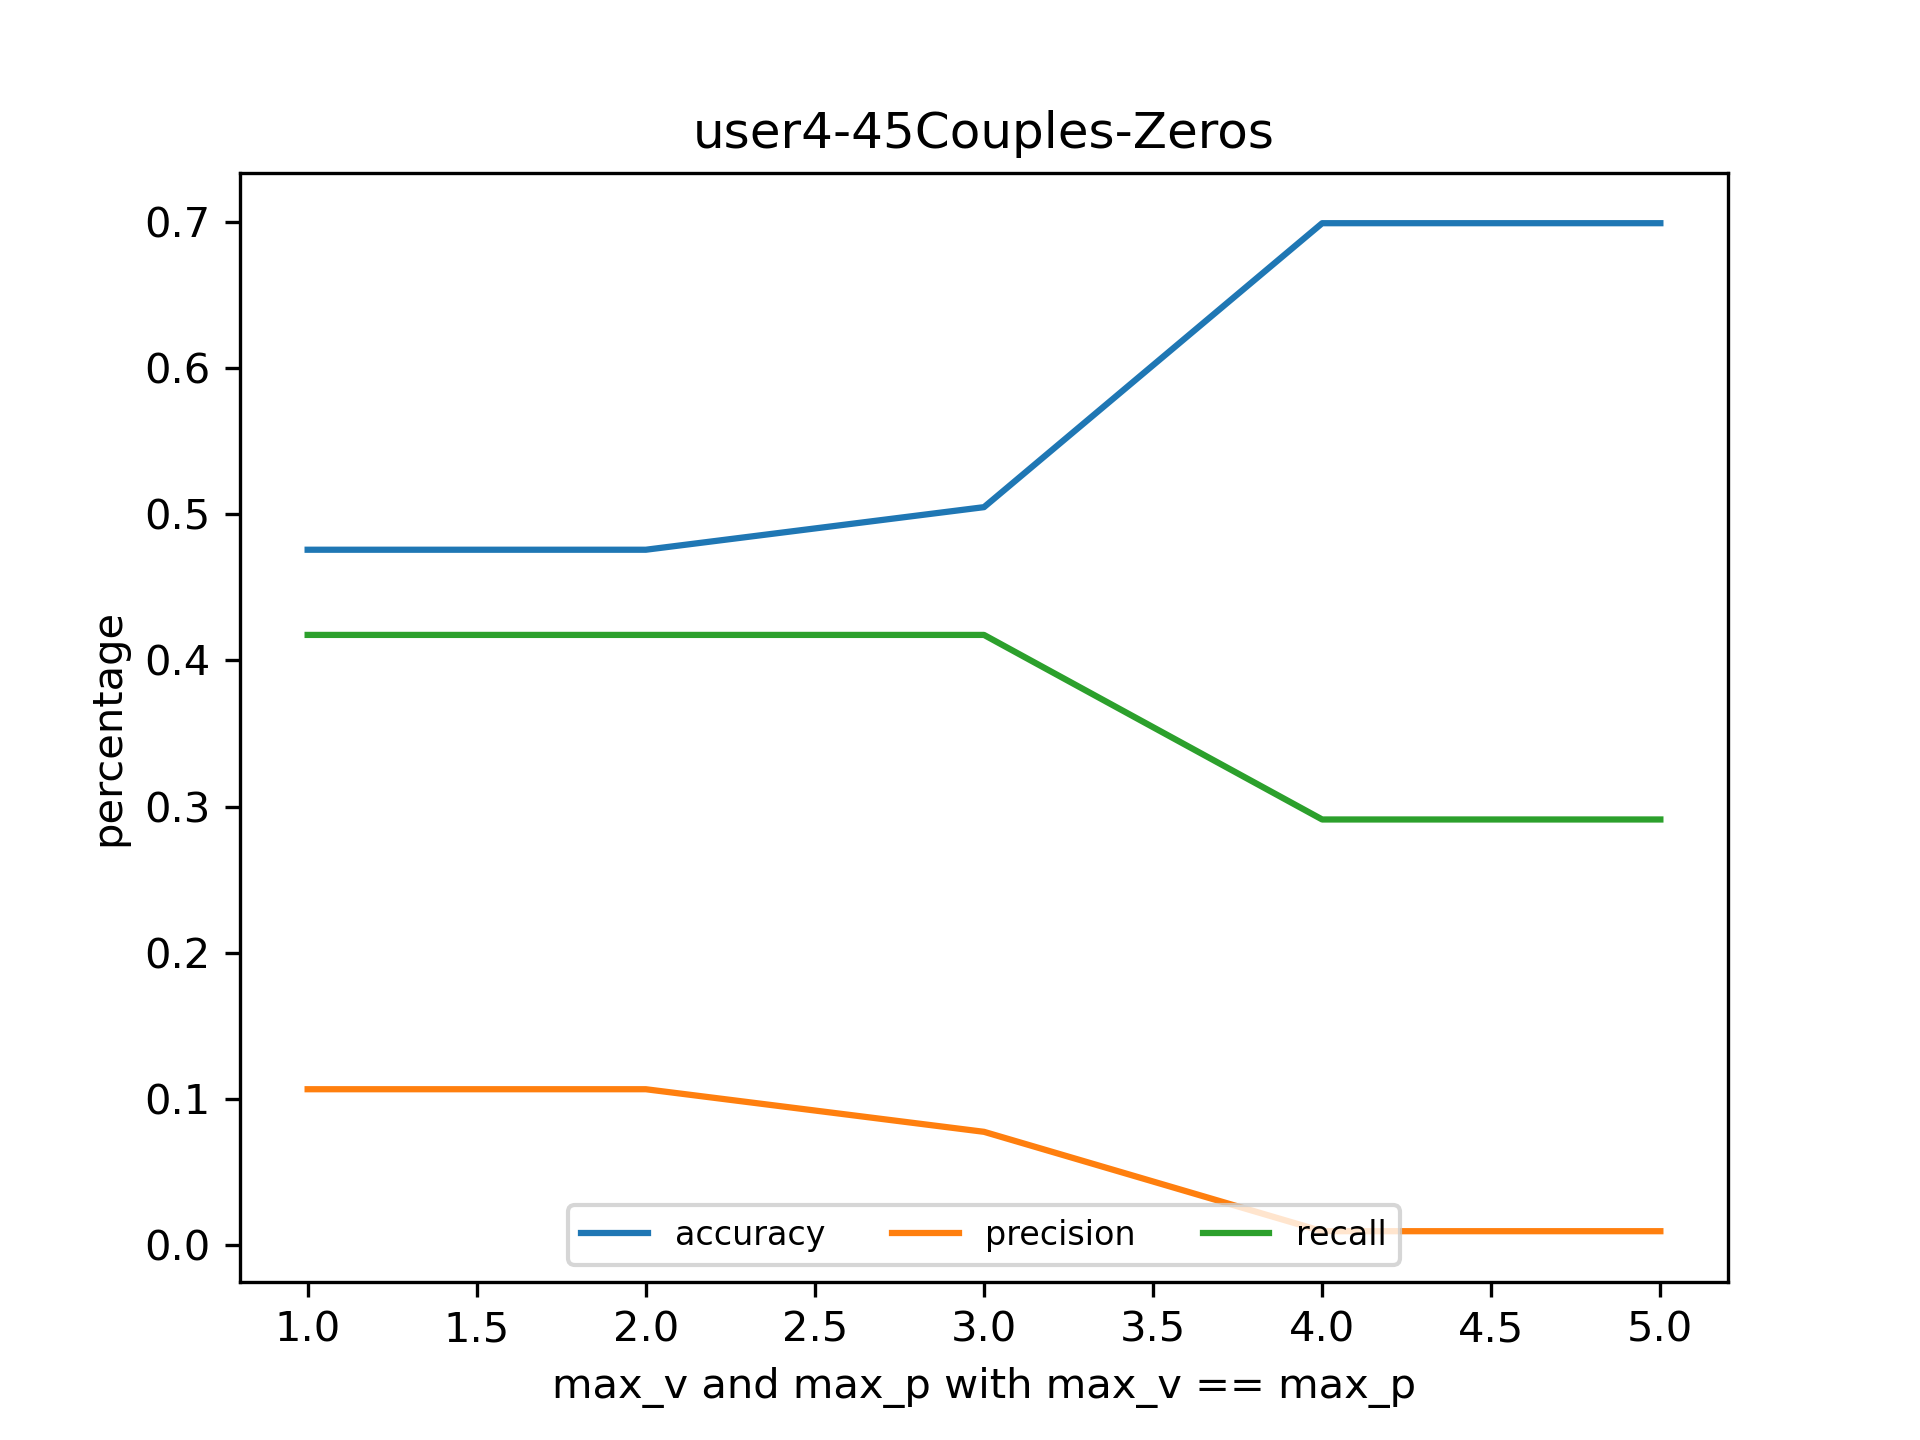 user4-45Couples-Zeros
0.7
0.6
0.5
0.4
0.3
0.2
0.1
0.0
percentage
accuracy precision recall
1.0 1.5 2.0 2.5 3.0 3.5 4.0 4.5 5.0
max_v and max_p with max_v == max_p